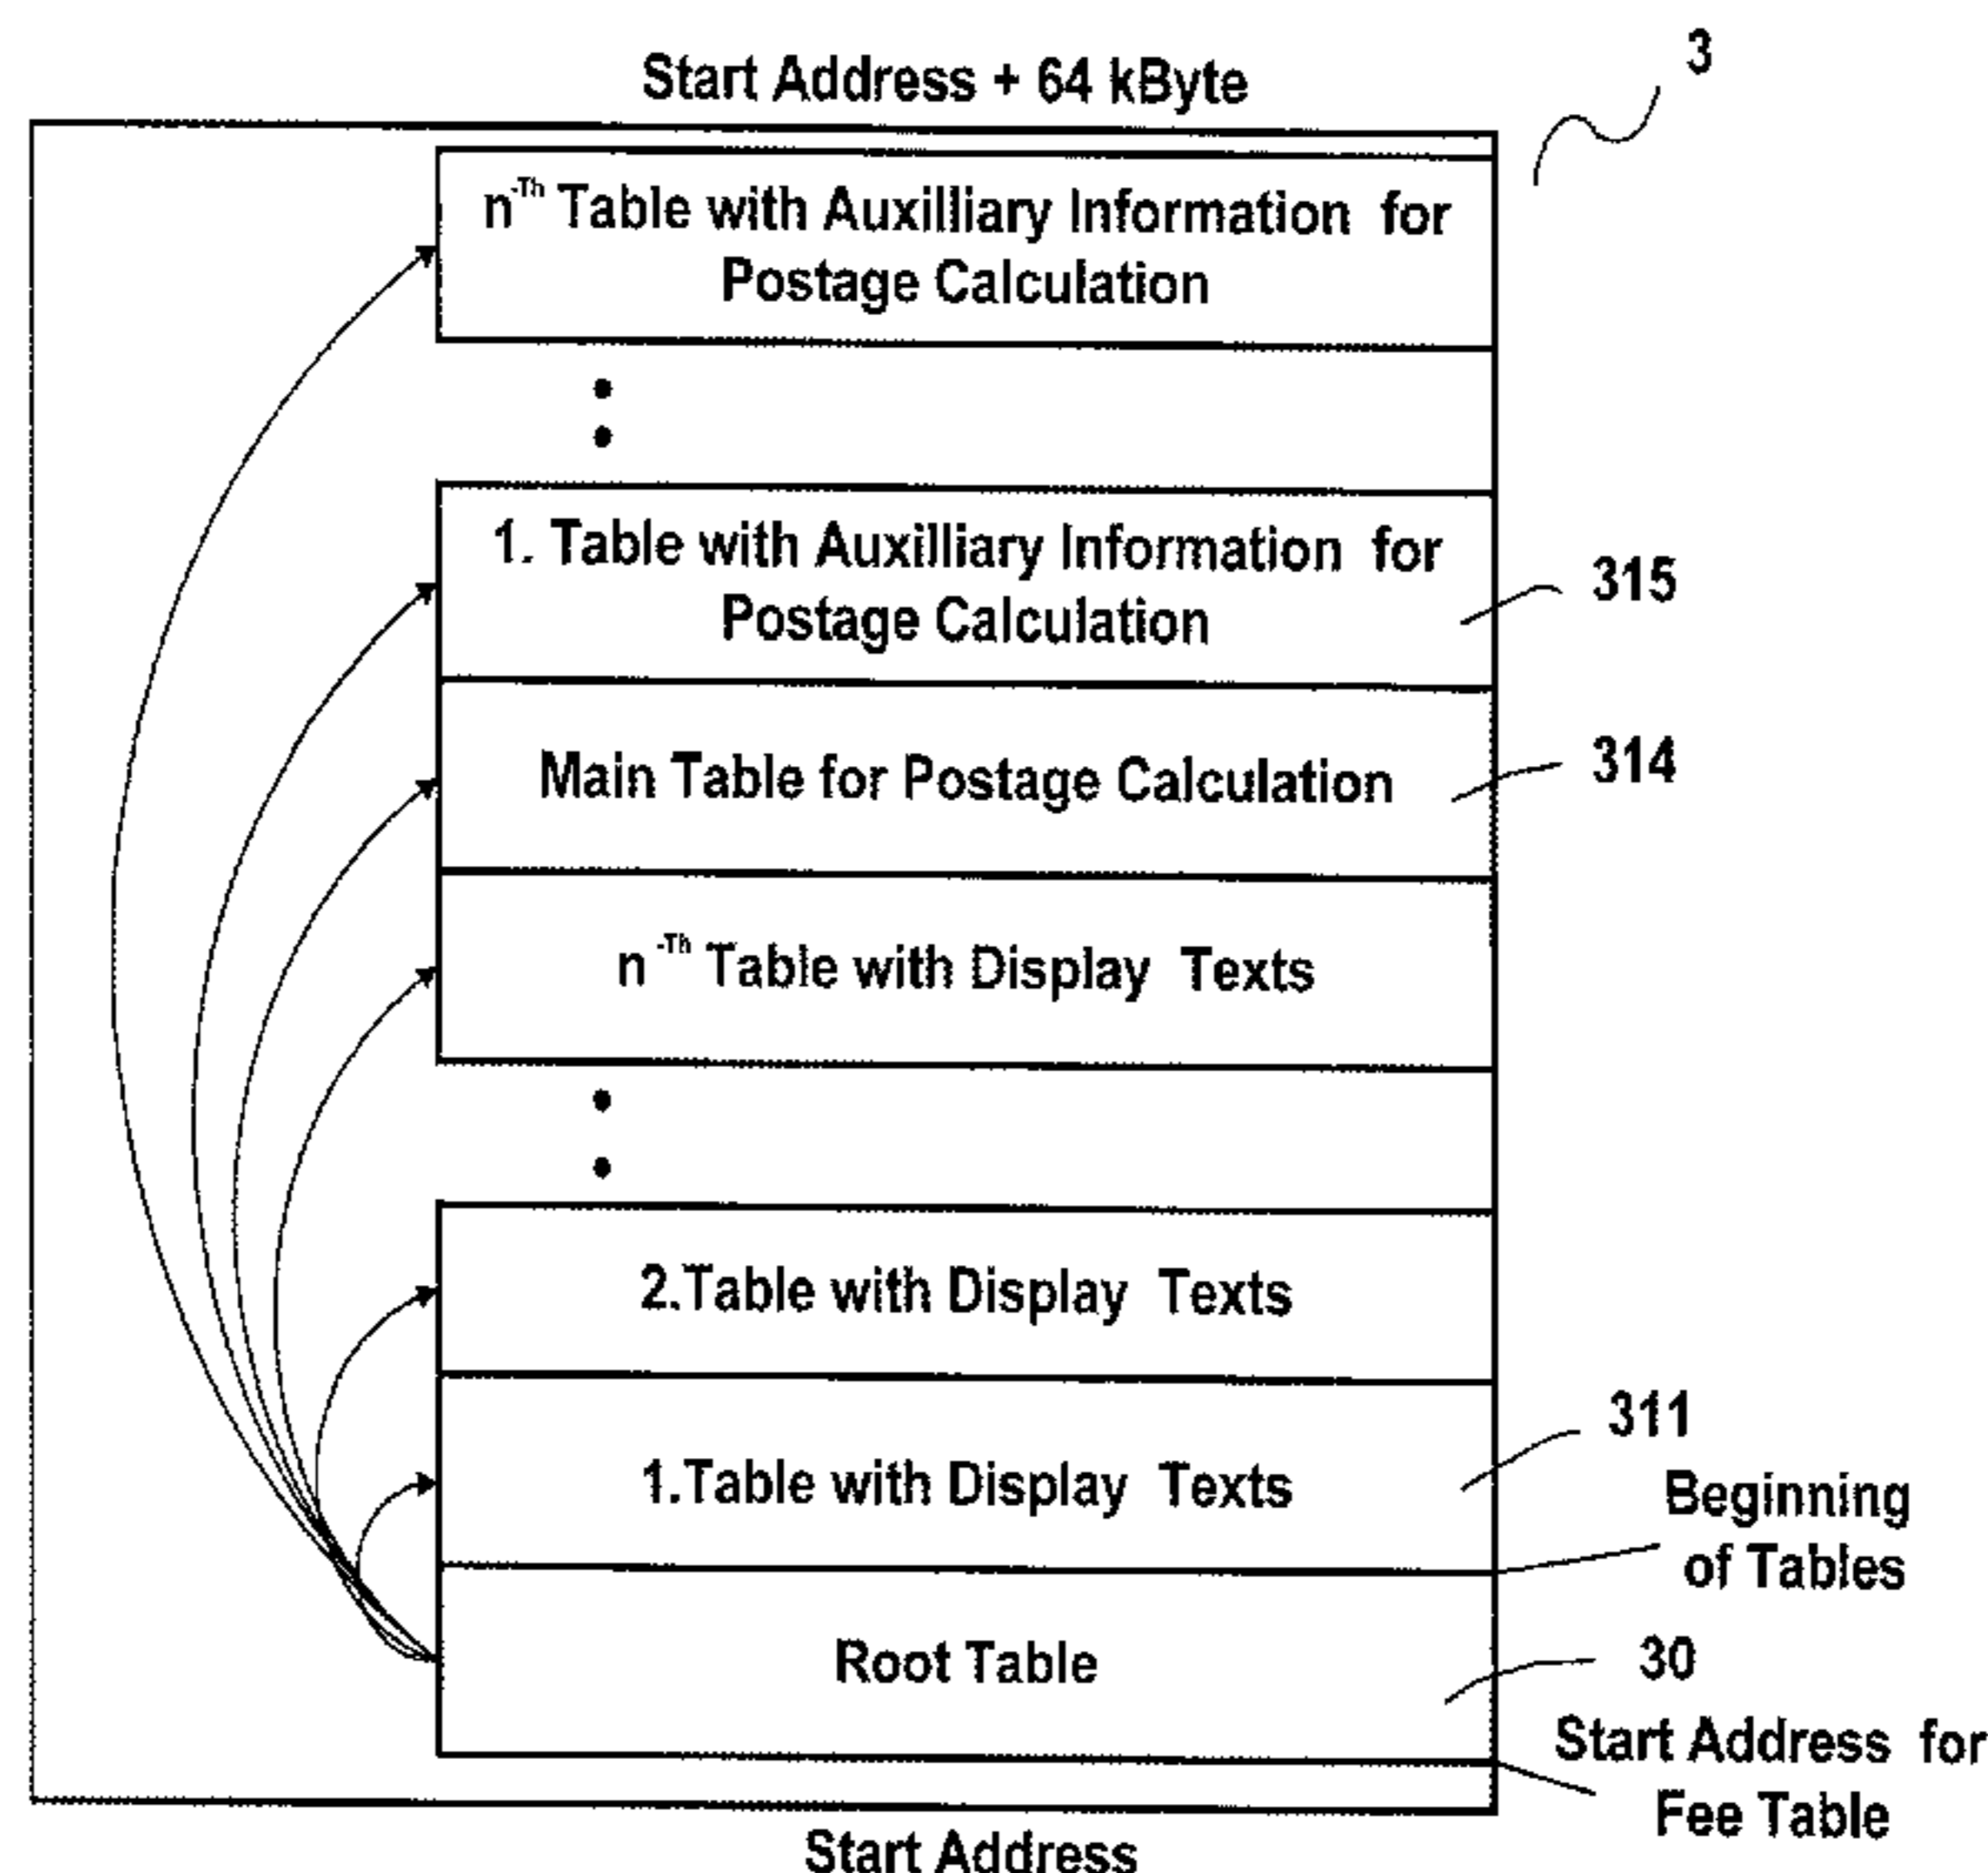 Start Address + 64 kByte
3
n-Th Table with Auxilliary Information for
Postage Calculation
1. Table with Auxilliary Information for
Postage Calculation
315
Main Table for Postage Calculation
314
n-Th Table with Display Texts
2.Table with Display Texts
1.Table with Display Texts
311
Beginning
of Tables
Root Table
30
Start Address for
Fee Table
Start Address